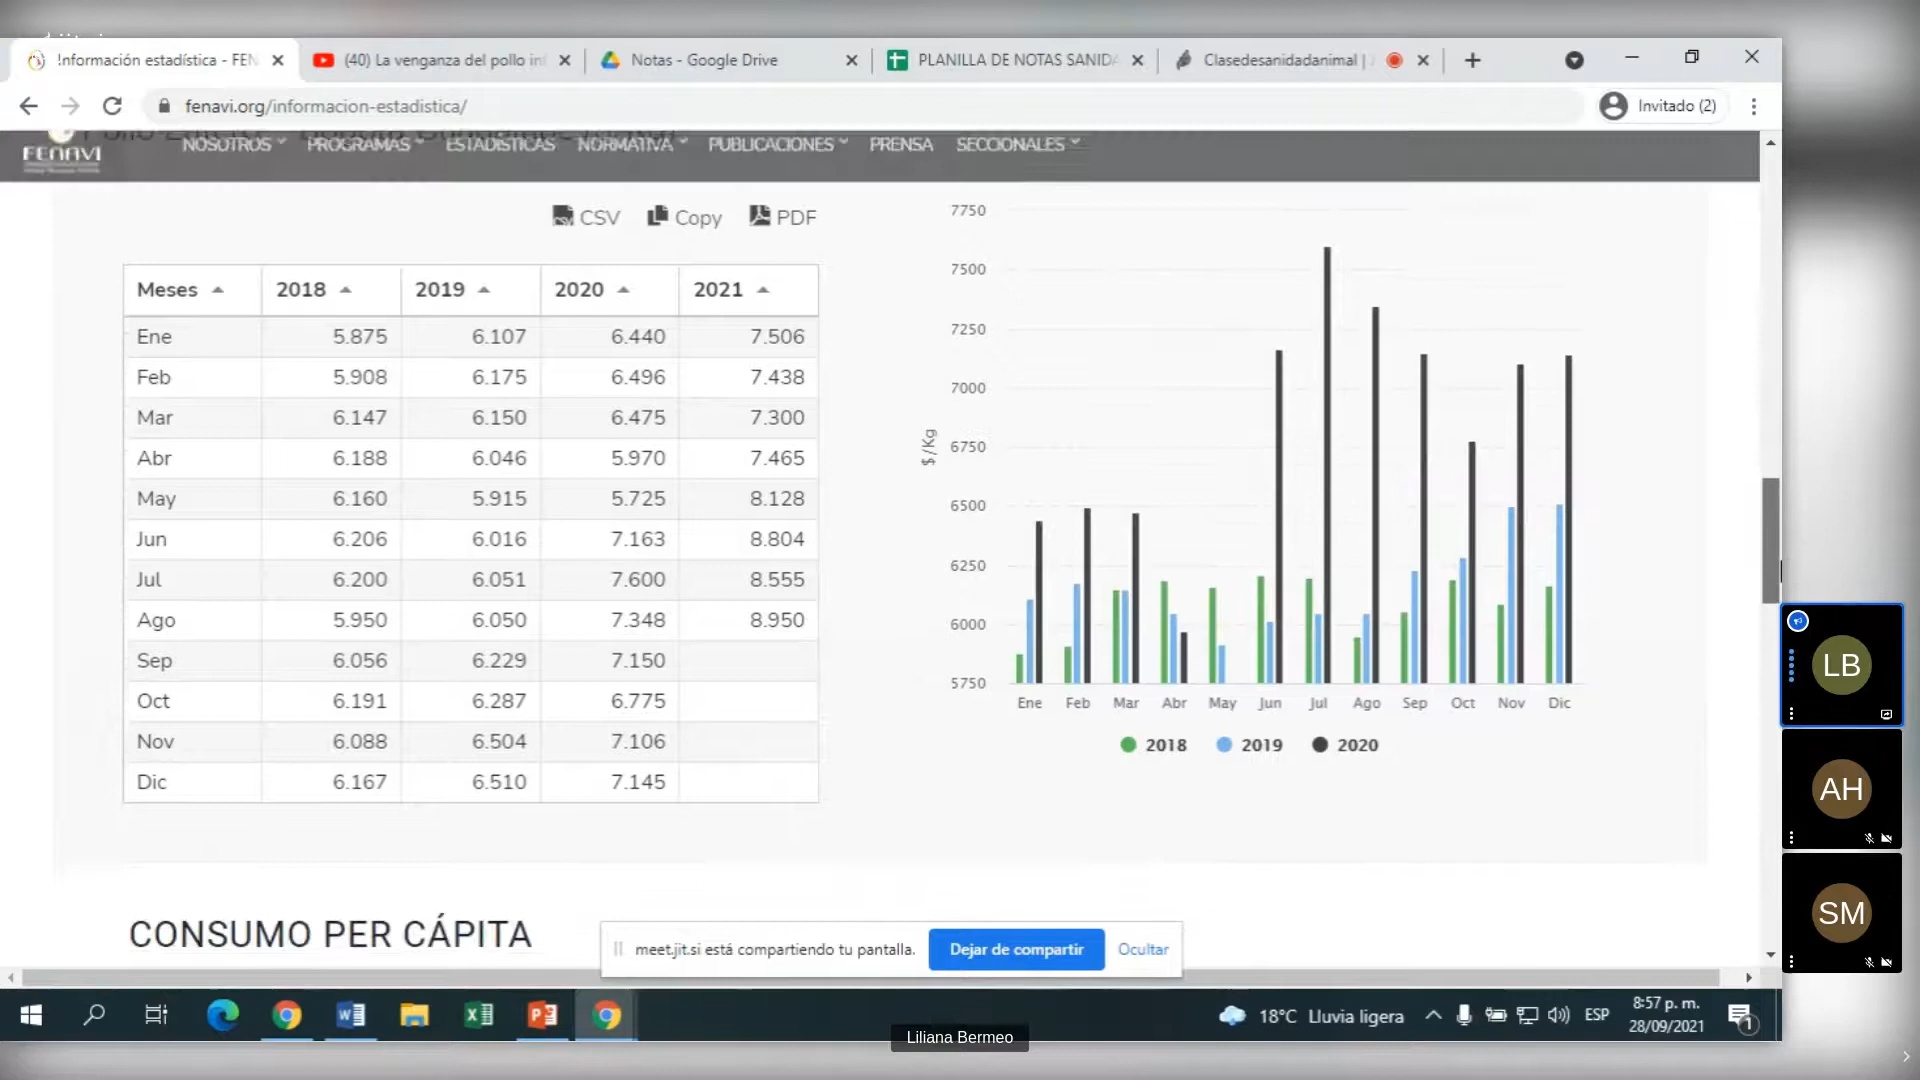 Información estadística - FEN
(40) La venganza del pollo in
Notas - Google Drive
PLANILLA DE NOTAS SANIDA
Clasedesanidadanimal |
fenavi.org/informacion-estadistica/
Invitado (2)
FENAVI
NOSOTROS PROGRAMAS ESTADÍSTICAS NORMATIVA PUBLICACIONES PRENSA SECCIONALES
CSV Copy PDF
Meses 2018 2019 2020 2021
Ene 5.875 6.107 6.440 7.506
Feb 5.908 6.175 6.496 7.438
Mar 6.147 6.150 6.475 7.300
Abr 6.188 6.046 5.970 7.465
May 6.160 5.915 5.725 8.128
Jun 6.206 6.016 7.163 8.804
Jul 6.200 6.051 7.600 8.555
Ago 5.950 6.050 7.348 8.950
Sep 6.056 6.229 7.150
Oct 6.191 6.287 6.775
Nov 6.088 6.504 7.106
Dic 6.167 6.510 7.145
7750
7500
7250
7000
6750
6500
6250
6000
5750
$/Kg
Ene Feb Mar Abr May Jun Jul Ago Sep Oct Nov Dic
2018 2019 2020
CONSUMO PER CÁPITA
meet.jit.si está compartiendo tu pantalla.
Dejar de compartir
Ocultar
LB
AH
SM
18°C Lluvia ligera
ESP
8:57 p. m.
28/09/2021
1
Liliana Bermeo